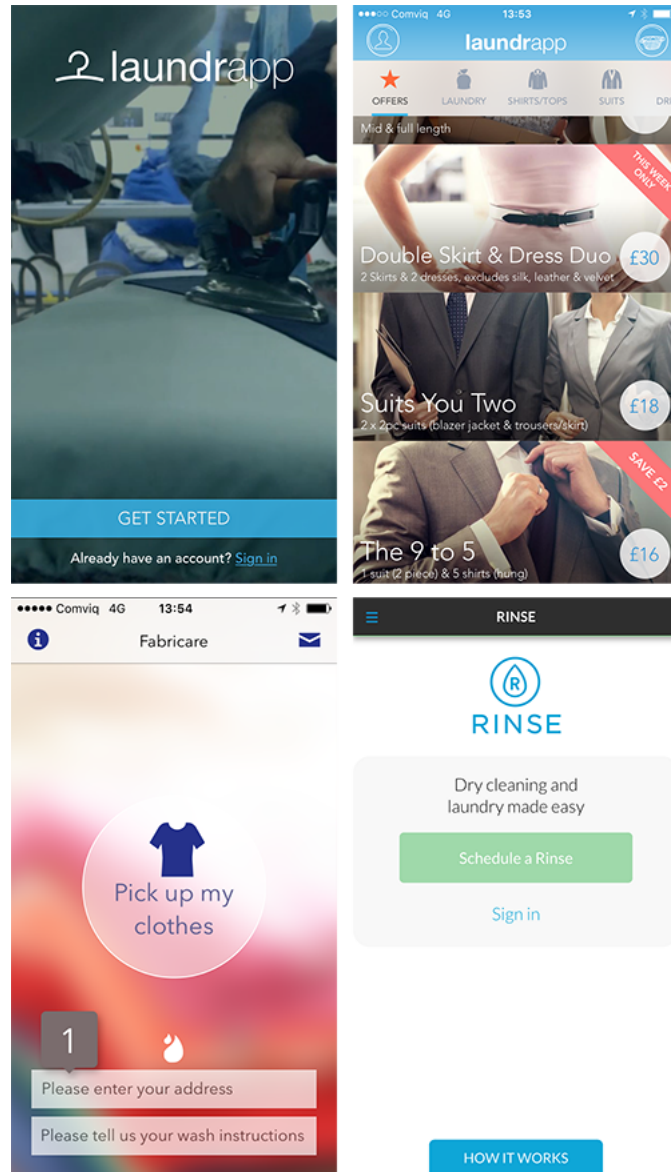 laundrapp
GET STARTED
Already have an account? Sign in
Comviq 4G 13:53
laundrapp
OFFERS LAUNDRY SHIRTS/TOPS SUITS DR
Mid & full length
THIS WEEK
ONLY
Double Skirt & Dress Duo £30
2 Skirts & 2 dresses, excludes silk, leather & velvet
Suits You Two £18
2 x 2pc suits (blazer jacket & trousers/skirt)
SAVE £2
The 9 to 5 £16
1 suit (2 piece) & 5 shirts (hung)
Comviq 4G 13:54
Fabricare
Pick up my
clothes
1
Please enter your address
Please tell us your wash instructions
RINSE
R
RINSE
Dry cleaning and
laundry made easy
Schedule a Rinse
Sign in
HOW IT WORKS